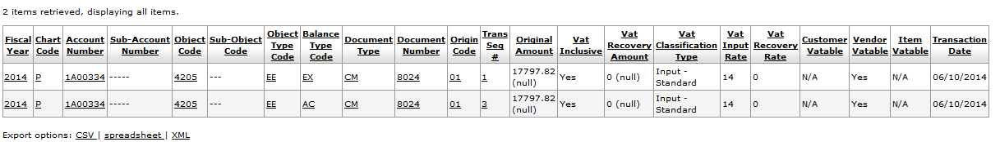 2 items retrieved, displaying all items.
Fiscal Year Chart Code Account Number Sub-Account Number Object Code Sub-Object Code Object Type Code Balance Type Code Document Type Document Number Origin Code Trans Seq # Original Amount Vat Inclusive Vat Recovery Amount Vat Classification Type Vat Input Rate Vat Recovery Rate Customer Vatable Vendor Vatable Item Vatable Transaction Date
2014 P 1A00334 ----- 4205 --- EE EX CM 8024 01 1 17797.82 (null) Yes 0 (null) Input - Standard 14 0 N/A Yes N/A 06/10/2014
2014 P 1A00334 ----- 4205 --- EE AC CM 8024 01 3 17797.82 (null) Yes 0 (null) Input - Standard 14 0 N/A Yes N/A 06/10/2014
Export options: CSV | spreadsheet | XML